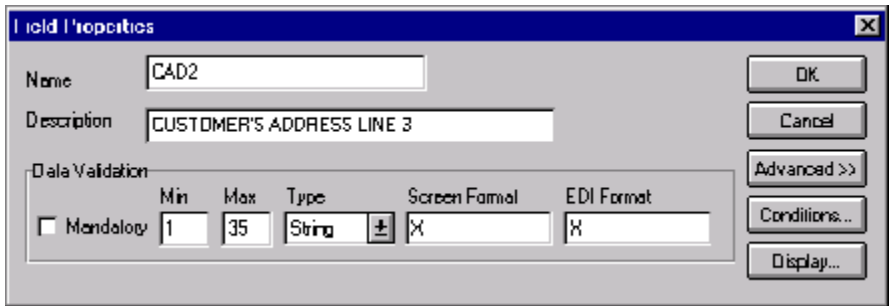 Field Properties
Name CAD2
Description CUSTOMER'S ADDRESS LINE 3
Data Validation
Min Max Type Screen Format EDI Format
Mandatory 1 35 String X X
OK
Cancel
Advanced >>
Conditions...
Display...